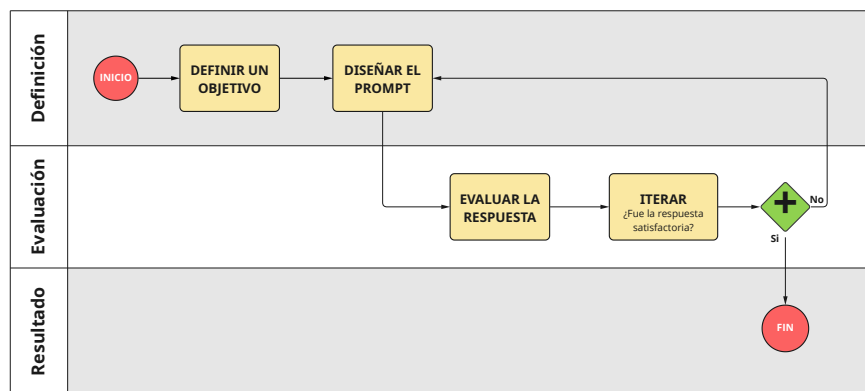 Definición
INICIO
DEFINIR UN
OBJETIVO
DISEÑAR EL
PROMPT
Evaluación
EVALUAR LA
RESPUESTA
ITERAR
¿Fue la respuesta
satisfactoria?
No
Si
Resultado
FIN